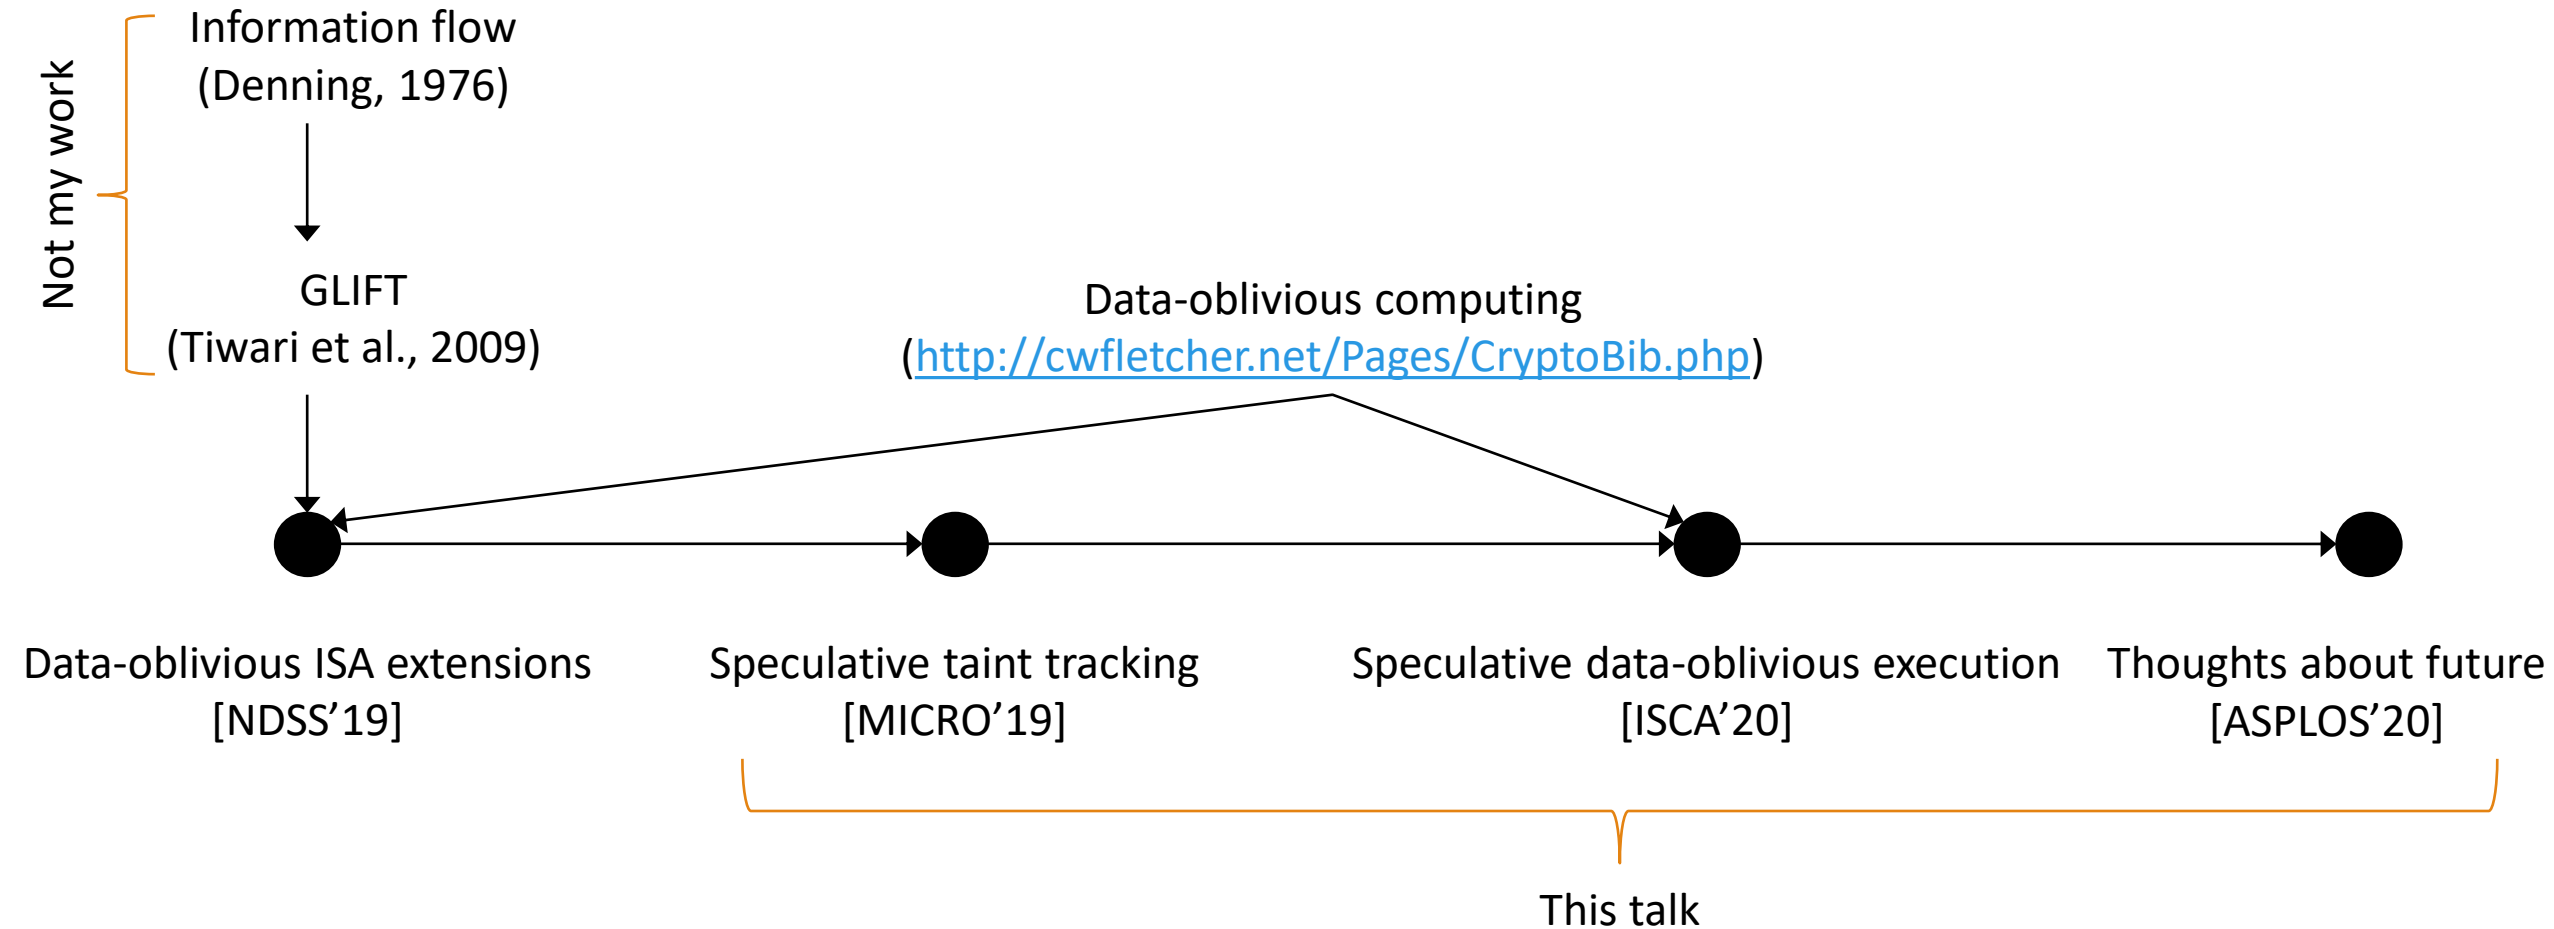 Not my work
Information flow
(Denning, 1976)
GLIFT
(Tiwari et al., 2009)
Data-oblivious computing
(http://cwfletcher.net/Pages/CryptoBib.php)
Data-oblivious ISA extensions
[NDSS’19]
Speculative taint tracking
[MICRO’19]
Speculative data-oblivious execution
[ISCA’20]
Thoughts about future
[ASPLOS’20]
This talk